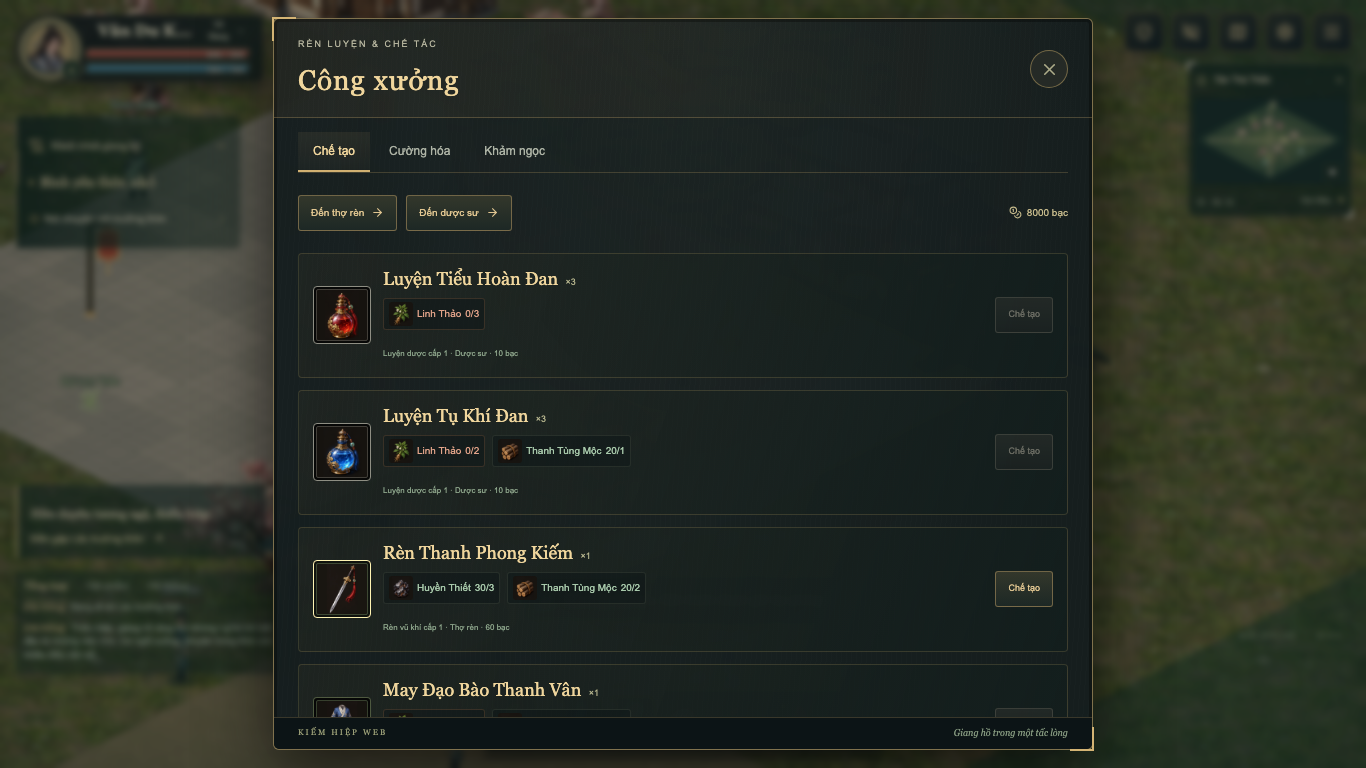 RÈN LUYỆN & CHẾ TÁC
Công xưởng
Chế tạo
Cường hóa
Khảm ngọc
Đến thợ rèn →
Đến dược sư →
8000 bạc
Luyện Tiểu Hoàn Đan ×3
Linh Thảo 0/3
Chế tạo
Luyện dược cấp 1 · Dược sư · 10 bạc
Luyện Tụ Khí Đan ×3
Linh Thảo 0/2
Thanh Tùng Mộc 20/1
Chế tạo
Luyện dược cấp 1 · Dược sư · 10 bạc
Rèn Thanh Phong Kiếm ×1
Huyền Thiết 30/3
Thanh Tùng Mộc 20/2
Chế tạo
Rèn vũ khí cấp 1 · Thợ rèn · 60 bạc
May Đạo Bào Thanh Vân ×1
KIẾM HIỆP WEB
Giang hồ trong một tấc lòng